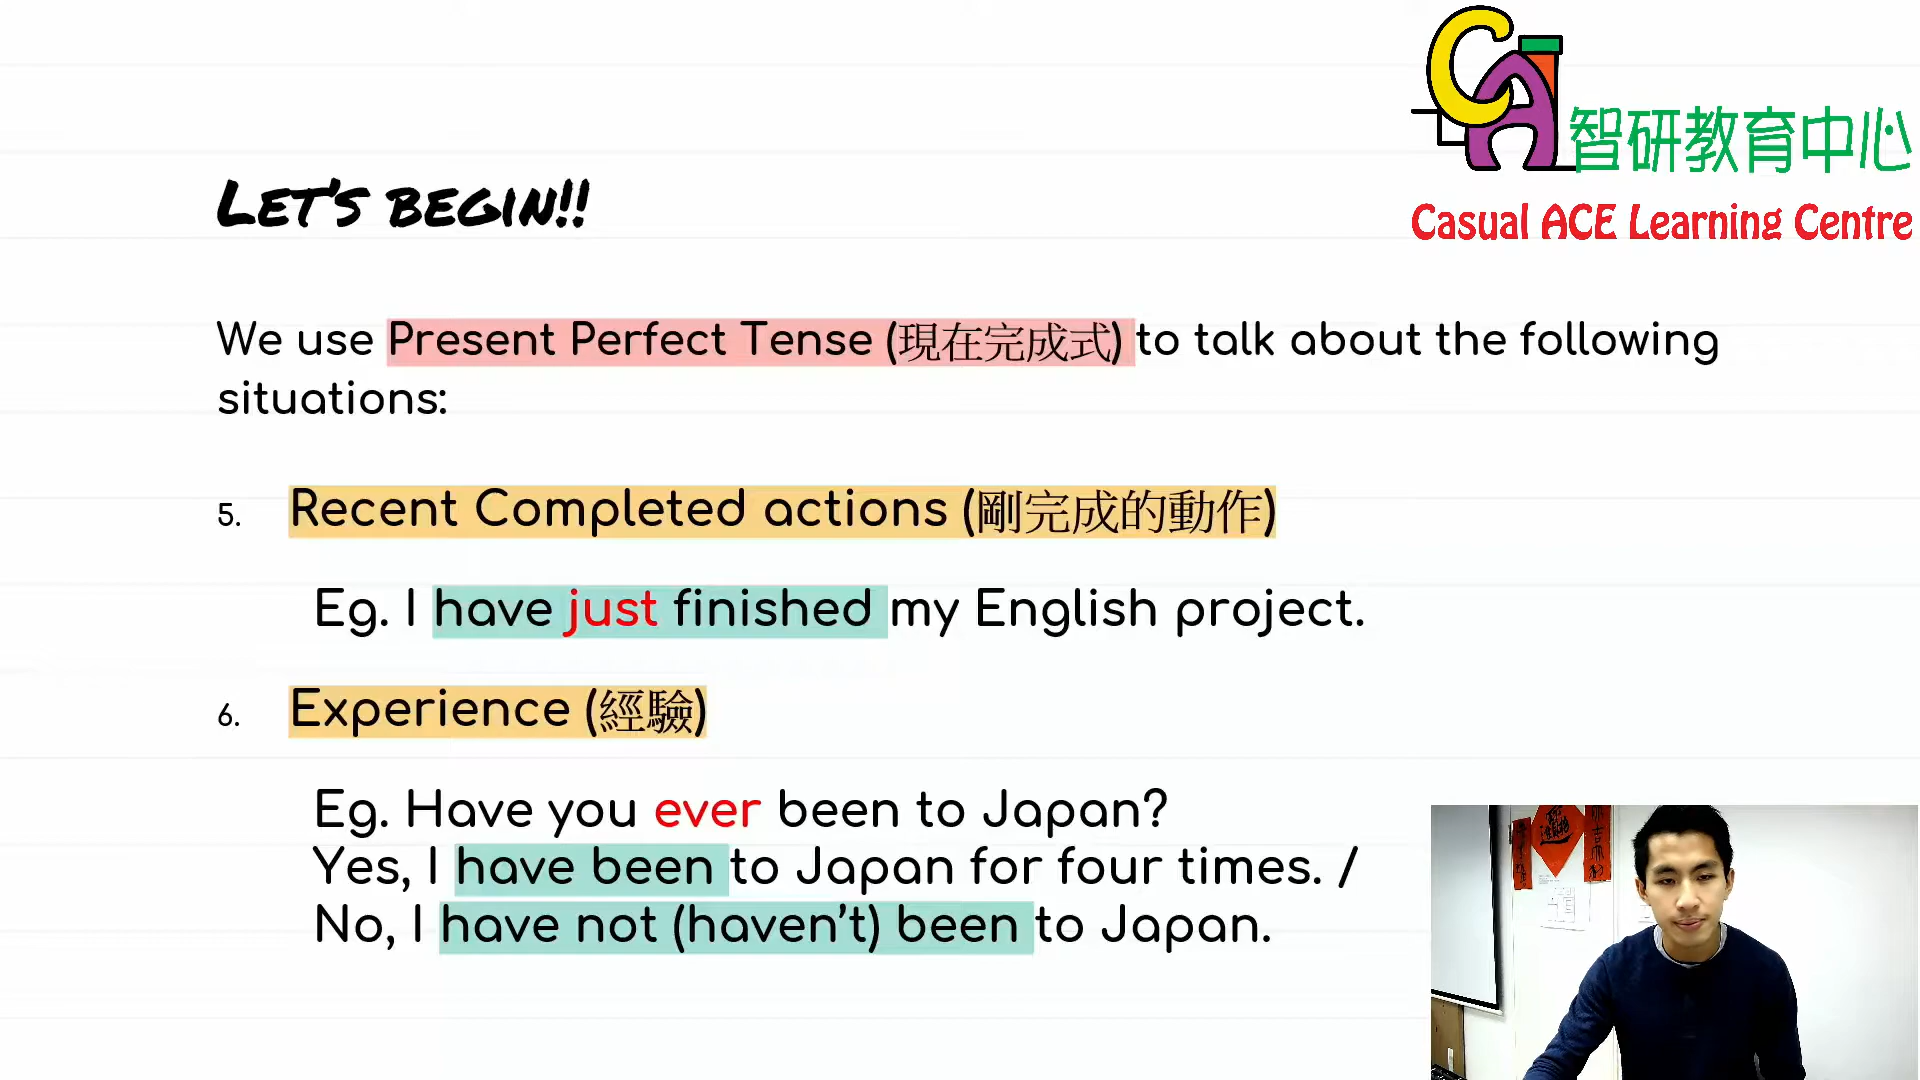 CA
智研教育中心
Casual ACE Learning Centre
LET'S BEGIN!!
We use Present Perfect Tense (現在完成式) to talk about the following
situations:
5. Recent Completed actions (剛完成的動作)
Eg. I have just finished my English project.
6. Experience (經驗)
Eg. Have you ever been to Japan?
Yes, I have been to Japan for four times. /
No, I have not (haven't) been to Japan.